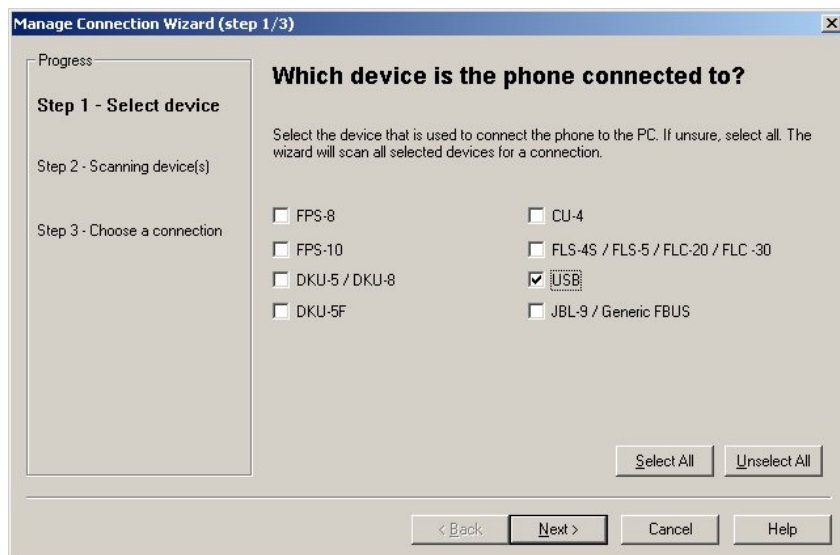 Manage Connection Wizard (step 1/3)
Progress
Step 1 - Select device
Step 2 - Scanning device(s)
Step 3 - Choose a connection
Which device is the phone connected to?
Select the device that is used to connect the phone to the PC. If unsure, select all. The
wizard will scan all selected devices for a connection.
FPS-8
FPS-10
DKU-5 / DKU-8
DKU-5F
CU-4
FLS-4S / FLS-5 / FLC-20 / FLC -30
USB
JBL-9 / Generic FBUS
Select All
Unselect All
< Back
Next >
Cancel
Help